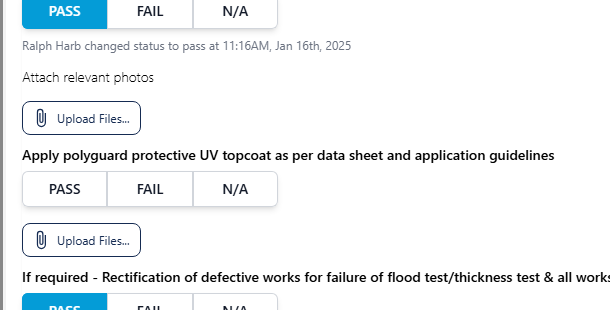 PASS FAIL N/A
Ralph Harb changed status to pass at 11:16AM, Jan 16th, 2025
Attach relevant photos
Upload Files...
Apply polyguard protective UV topcoat as per data sheet and application guidelines
PASS FAIL N/A
Upload Files...
If required - Rectification of defective works for failure of flood test/thickness test & all works
PASS FAIL N/A